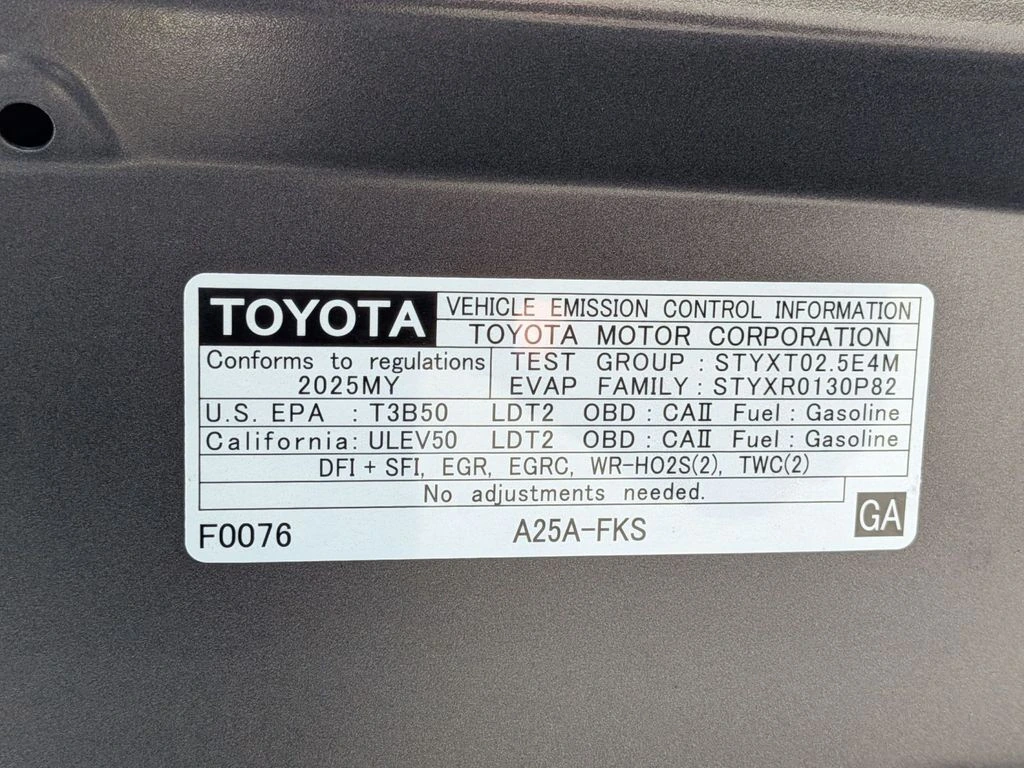 TOYOTA VEHICLE EMISSION CONTROL INFORMATION
TOYOTA MOTOR CORPORATION
Conforms to regulations
2025MY
TEST GROUP : STYXT02.5E4M
EVAP FAMILY : STYXR0130P82
U.S. EPA : T3B50 LDT2 OBD : CAⅡ Fuel : Gasoline
California: ULEV50 LDT2 OBD : CAⅡ Fuel : Gasoline
DFI + SFI, EGR, EGRC, WR-HO2S(2), TWC(2)
No adjustments needed.
F0076 A25A-FKS GA